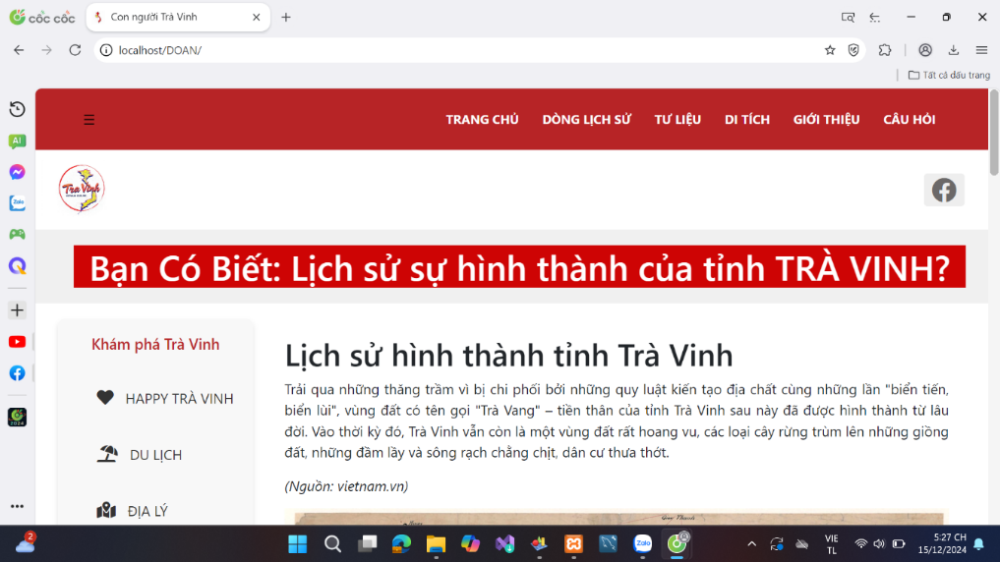 cốc cốc
Con người Trà Vinh
localhost/DOAN/
Tất cả dấu trang
AI
Zalo
2024
TRANG CHỦ DÒNG LỊCH SỬ TƯ LIỆU DI TÍCH GIỚI THIỆU CÂU HỎI
Trà Vinh
Bạn Có Biết: Lịch sử sự hình thành của tỉnh TRÀ VINH?
Khám phá Trà Vinh
HAPPY TRÀ VINH
DU LỊCH
ĐỊA LÝ
Lịch sử hình thành tỉnh Trà Vinh
Trải qua những thăng trầm vì bị chi phối bởi những quy luật kiến tạo địa chất cùng những lần "biển tiến,
biển lùi", vùng đất có tên gọi "Trà Vang" – tiền thân của tỉnh Trà Vinh sau này đã được hình thành từ lâu
đời. Vào thời kỳ đó, Trà Vinh vẫn còn là một vùng đất rất hoang vu, các loại cây rừng trùm lên những giồng
đất, những đầm lầy và sông rạch chằng chịt, dân cư thưa thớt.
(Nguồn: vietnam.vn)
2
Zalo
VIE
TL
5:27 CH
15/12/2024